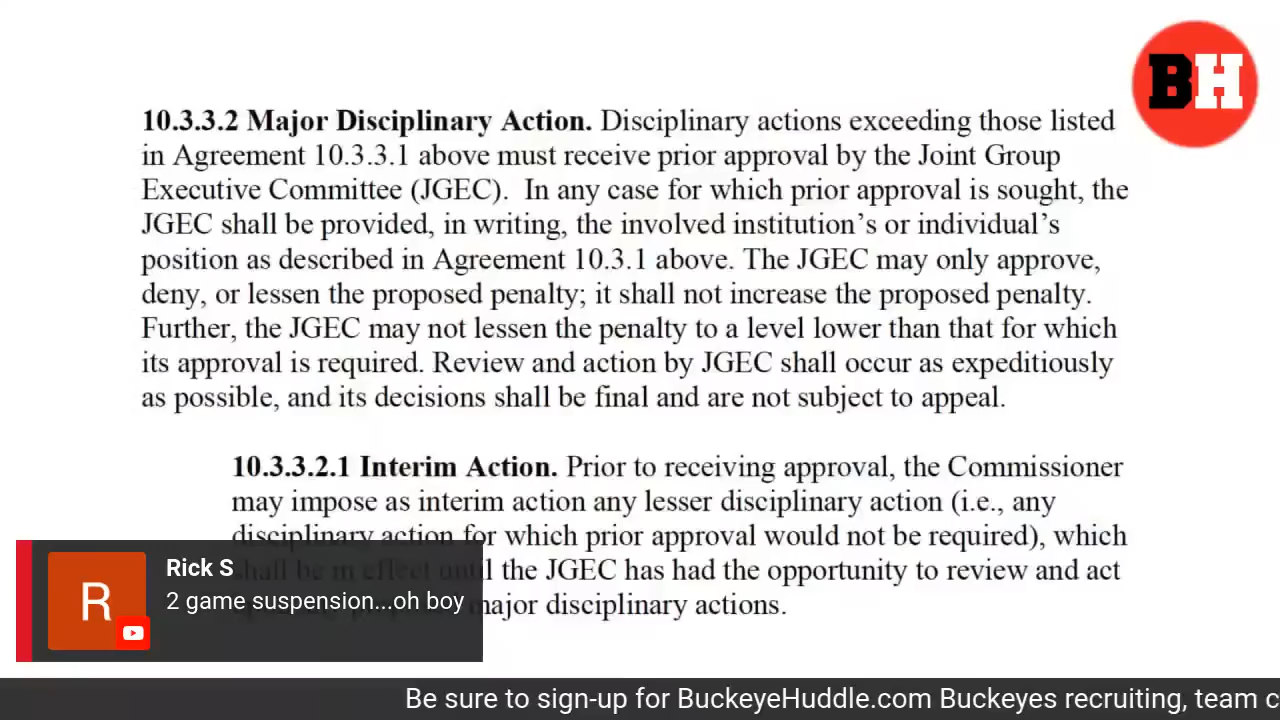 BH
10.3.3.2 Major Disciplinary Action. Disciplinary actions exceeding those listed
in Agreement 10.3.3.1 above must receive prior approval by the Joint Group
Executive Committee (JGEC). In any case for which prior approval is sought, the
JGEC shall be provided, in writing, the involved institution’s or individual’s
position as described in Agreement 10.3.1 above. The JGEC may only approve,
deny, or lessen the proposed penalty; it shall not increase the proposed penalty.
Further, the JGEC may not lessen the penalty to a level lower than that for which
its approval is required. Review and action by JGEC shall occur as expeditiously
as possible, and its decisions shall be final and are not subject to appeal.
10.3.3.2.1 Interim Action. Prior to receiving approval, the Commissioner
may impose as interim action any lesser disciplinary action (i.e., any
disciplinary action for which prior approval would not be required), which
shall be in effect until the JGEC has had the opportunity to review and act
major disciplinary actions.
R
Rick S
2 game suspension...oh boy
Be sure to sign-up for BuckeyeHuddle.com Buckeyes recruiting, team c